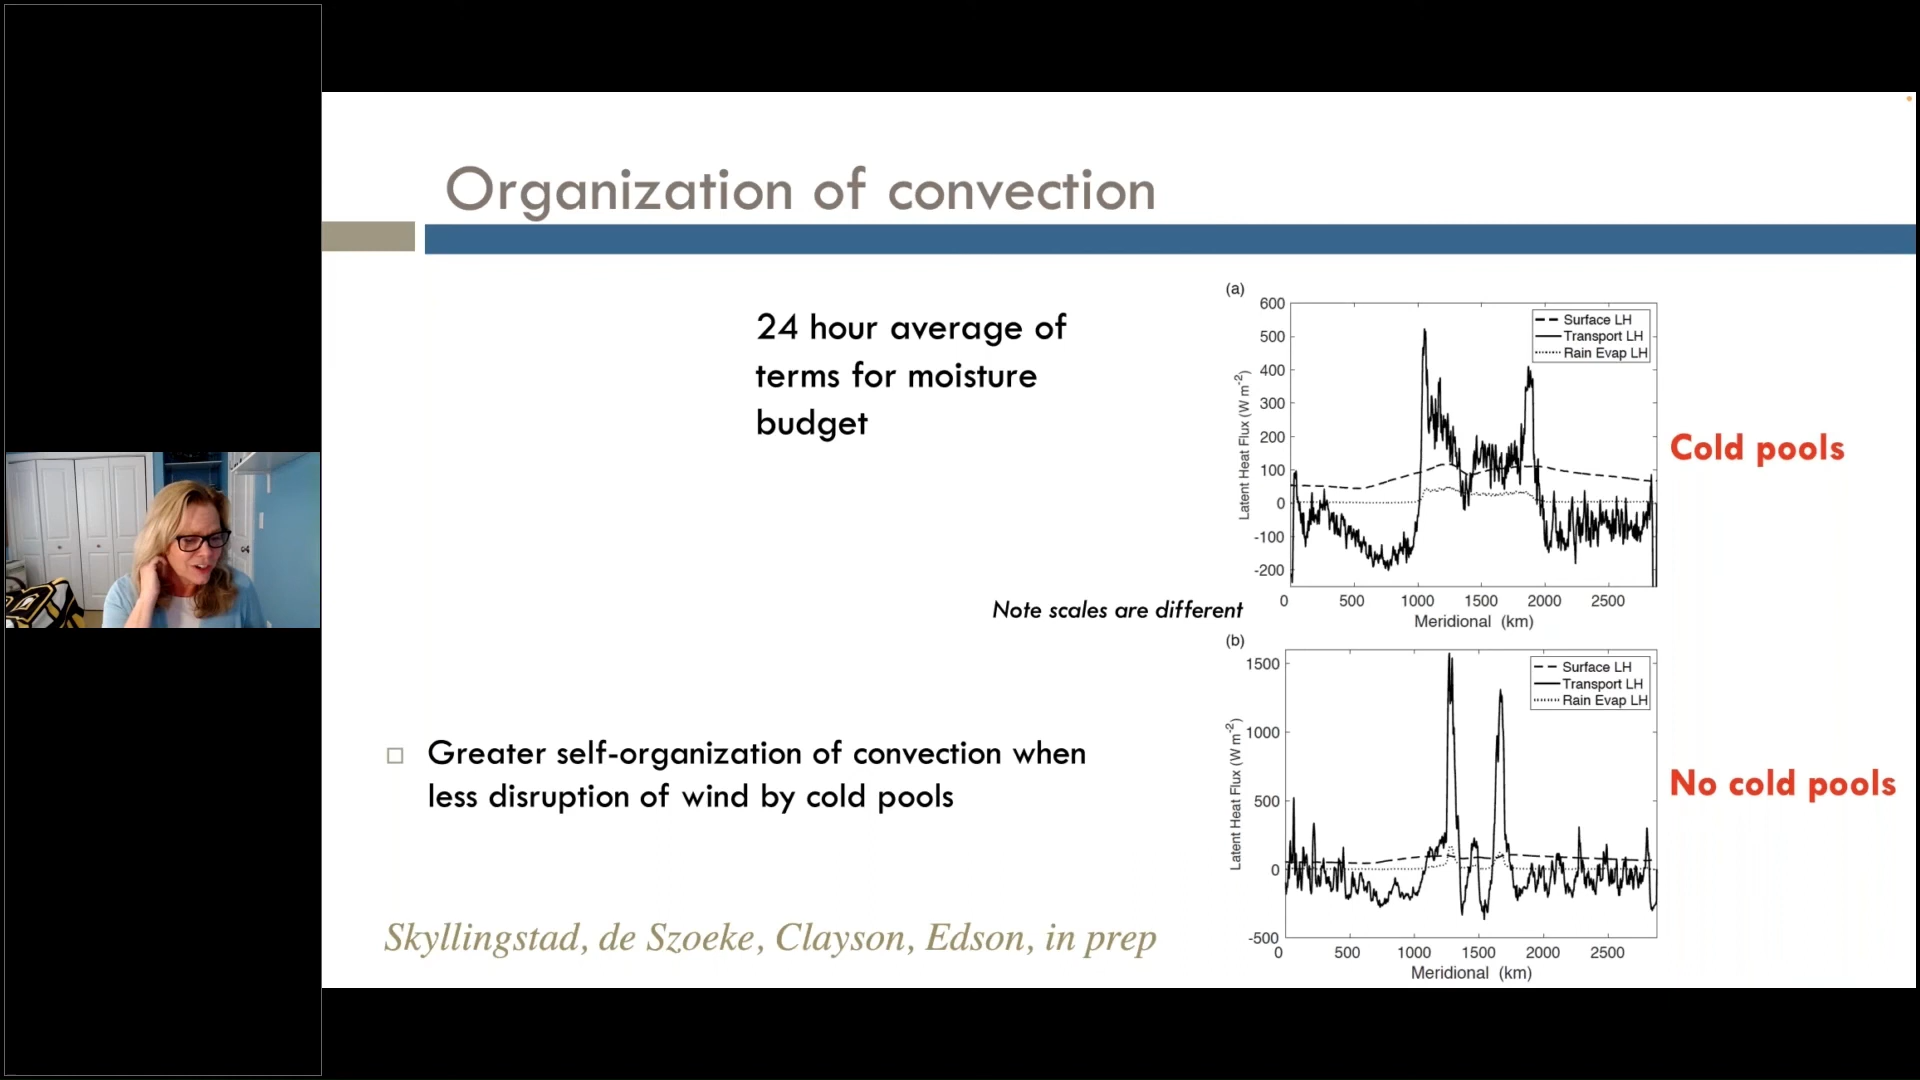 Organization of convection
24 hour average of
terms for moisture
budget
Note scales are different
Greater self-organization of convection when
less disruption of wind by cold pools
Skyllingstad, de Szoeke, Clayson, Edson, in prep
(a)
600
500
400
300
200
100
0
-100
-200
Latent Heat Flux (W m-2)
Surface LH
Transport LH
Rain Evap LH
0 500 1000 1500 2000 2500
Meridional (km)
Cold pools
(b)
1500
1000
500
0
-500
Latent Heat Flux (W m-2)
Surface LH
Transport LH
Rain Evap LH
0 500 1000 1500 2000 2500
Meridional (km)
No cold pools